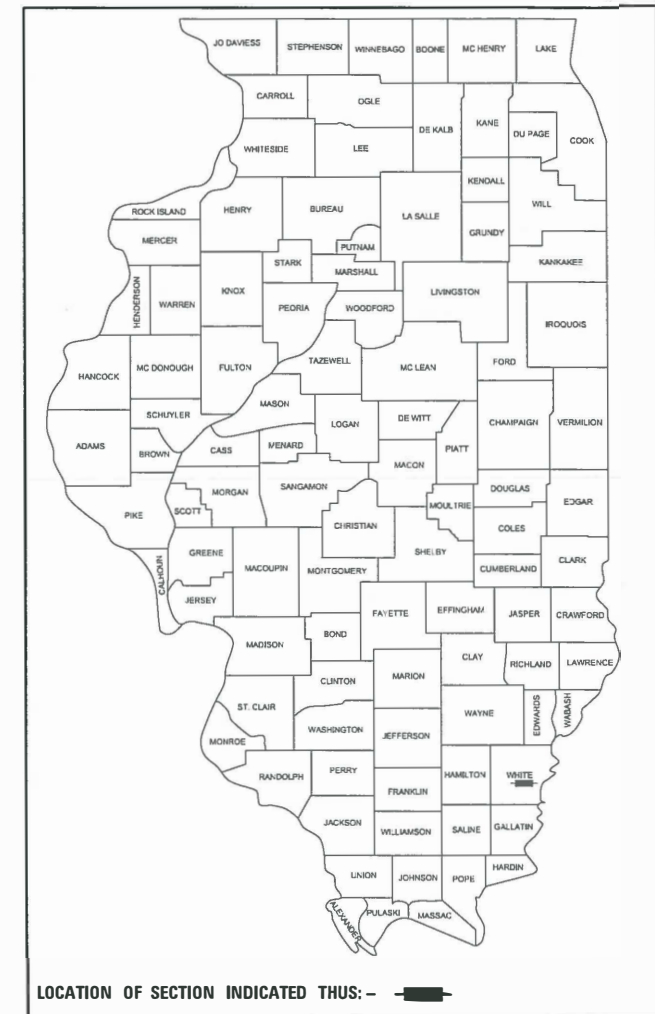 JO DAVIESS STEPHENSON WINNEBAGO BOONE MC HENRY LAKE
CARROLL OGLE DE KALB KANE DU PAGE COOK
WHITESIDE LEE
KENDALL
ROCK ISLAND HENRY BUREAU LA SALLE WILL
MERCER PUTNAM GRUNDY
STARK MARSHALL KANKAKEE
HENDERSON WARREN KNOX PEORIA WOODFORD LIVINGSTON IROQUOIS
HANCOCK MC DONOUGH FULTON TAZEWELL MC LEAN FORD
SCHUYLER MASON LOGAN DE WITT CHAMPAIGN VERMILION
ADAMS BROWN CASS MENARD PIATT
MACON
PIKE SCOTT MORGAN SANGAMON MOULTRIE DOUGLAS EDGAR
CHRISTIAN COLES
CALHOUN GREENE MACOUPIN MONTGOMERY SHELBY CUMBERLAND CLARK
JERSEY FAYETTE EFFINGHAM JASPER CRAWFORD
MADISON BOND
CLINTON MARION CLAY RICHLAND LAWRENCE
ST. CLAIR WAYNE EDWARDS WABASH
MONROE WASHINGTON JEFFERSON
RANDOLPH PERRY FRANKLIN HAMILTON WHITE
JACKSON WILLIAMSON SALINE GALLATIN
UNION JOHNSON POPE HARDIN
ALEXANDER PULASKI MASSAC
LOCATION OF SECTION INDICATED THUS: –